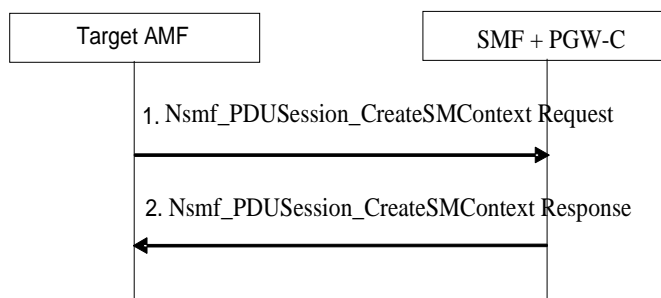 Target AMF
SMF + PGW-C
1. Nsmf_PDUSession_CreateSMContext Request
2. Nsmf_PDUSession_CreateSMContext Response